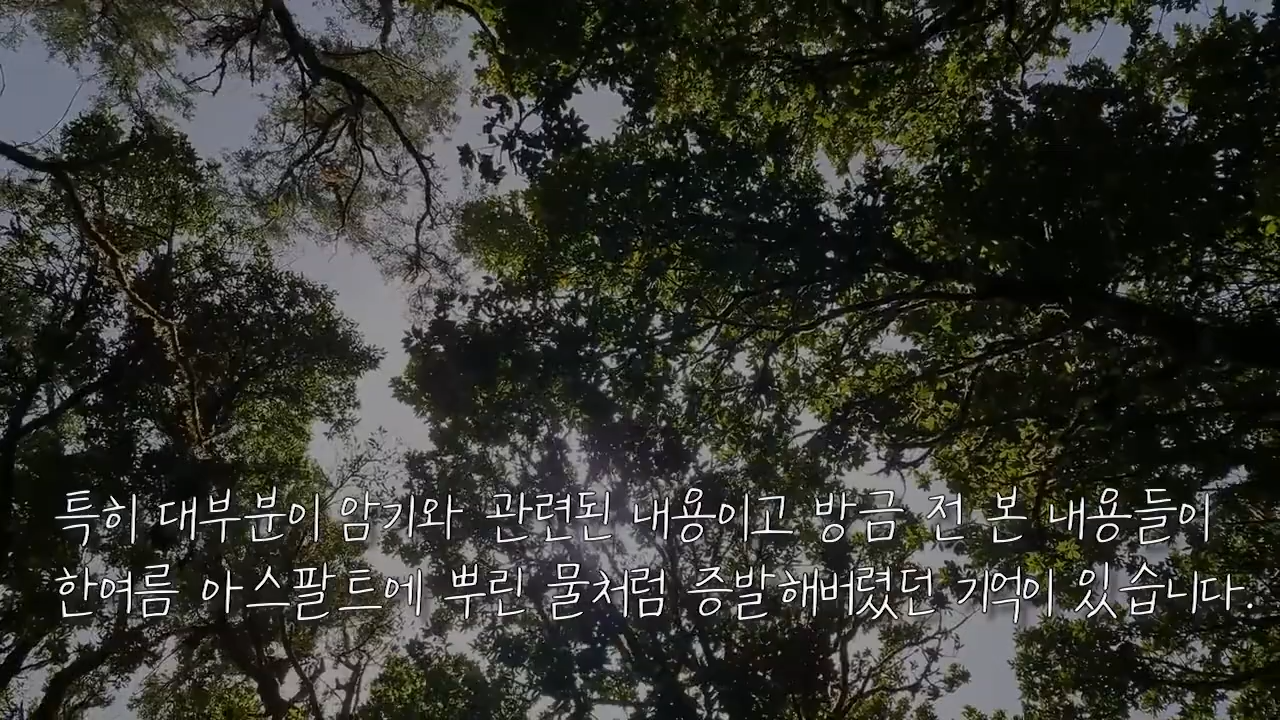 특히 대부분이 암기와 관련된 내용이고 방금 전 본 내용들이
한여름 아스팔트에 뿌린 물처럼 증발해버렸던 기억이 있습니다.